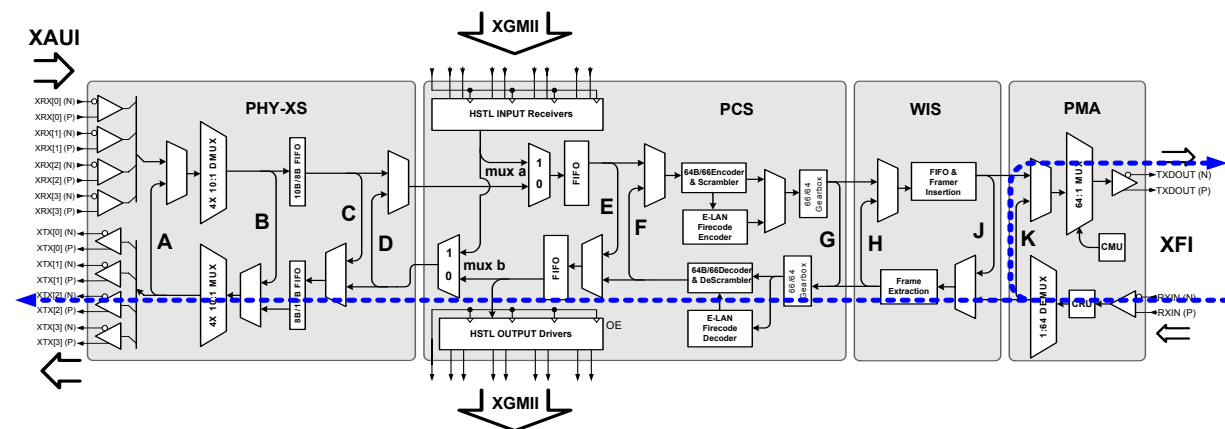 XGMII
XAUI
PHY-XS
PCS
WIS
PMA
XRX[0] (N)
XRX[0] (P)
XRX[1] (N)
XRX[1] (P)
XRX[2] (N)
XRX[2] (P)
XRX[3] (N)
XRX[3] (P)
4X 10:1 DMUX
10B/8B FIFO
HSTL INPUT Receivers
mux a
1
0
FIFO
64B/66Encoder
& Scrambler
E-LAN
Firecode
Encoder
66/64
Gearbox
FIFO &
Framer
Insertion
64:1 MUX
CMU
TXDOUT (N)
TXDOUT (P)
XFI
A
B
C
D
E
F
G
H
J
K
XTX[0] (N)
XTX[0] (P)
XTX[1] (N)
XTX[1] (P)
XTX[2] (N)
XTX[2] (P)
XTX[3] (N)
XTX[3] (P)
4X 10:1 MUX
8B/10B FIFO
1
0
mux b
FIFO
64B/66Decoder
& DeScrambler
E-LAN
Firecode
Decoder
66/64
Gearbox
Frame
Extraction
1:64 DEMUX
CRU
RXIN (N)
RXIN (P)
HSTL OUTPUT Drivers
OE
XGMII